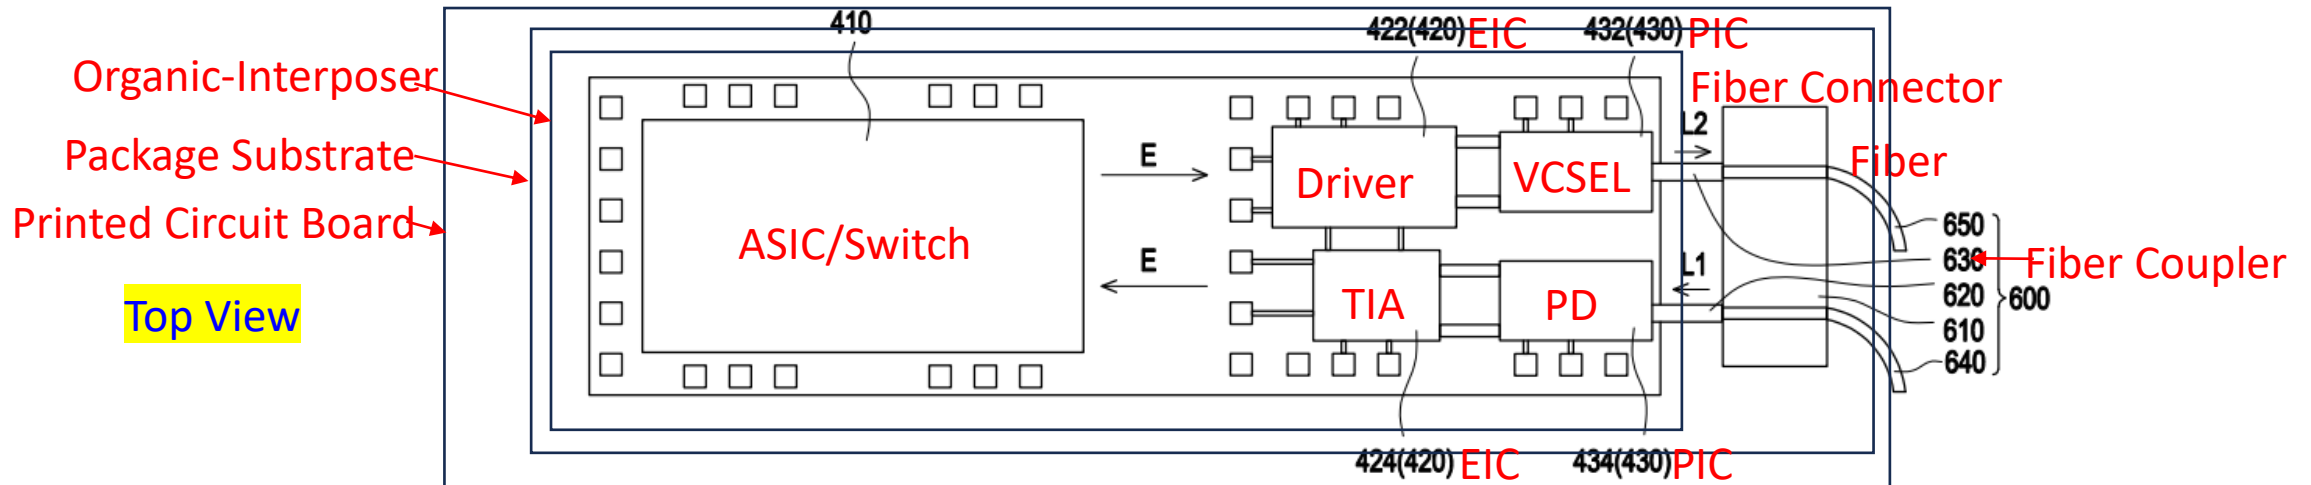 410
422(420) EIC
432(430) PIC
Organic-Interposer
Fiber Connector
L2
Package Substrate
E
Driver
VCSEL
Fiber
Printed Circuit Board
ASIC/Switch
650
E
L1
630
Fiber Coupler
Top View
TIA
PD
620
600
610
640
424(420) EIC
434(430) PIC